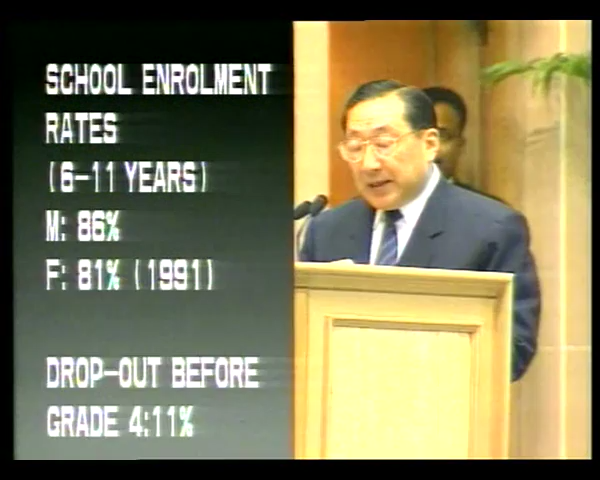 SCHOOL ENROLMENT
RATES
(6-11 YEARS)
M: 86%
F: 81% (1991)
DROP-OUT BEFORE
GRADE 4:11%